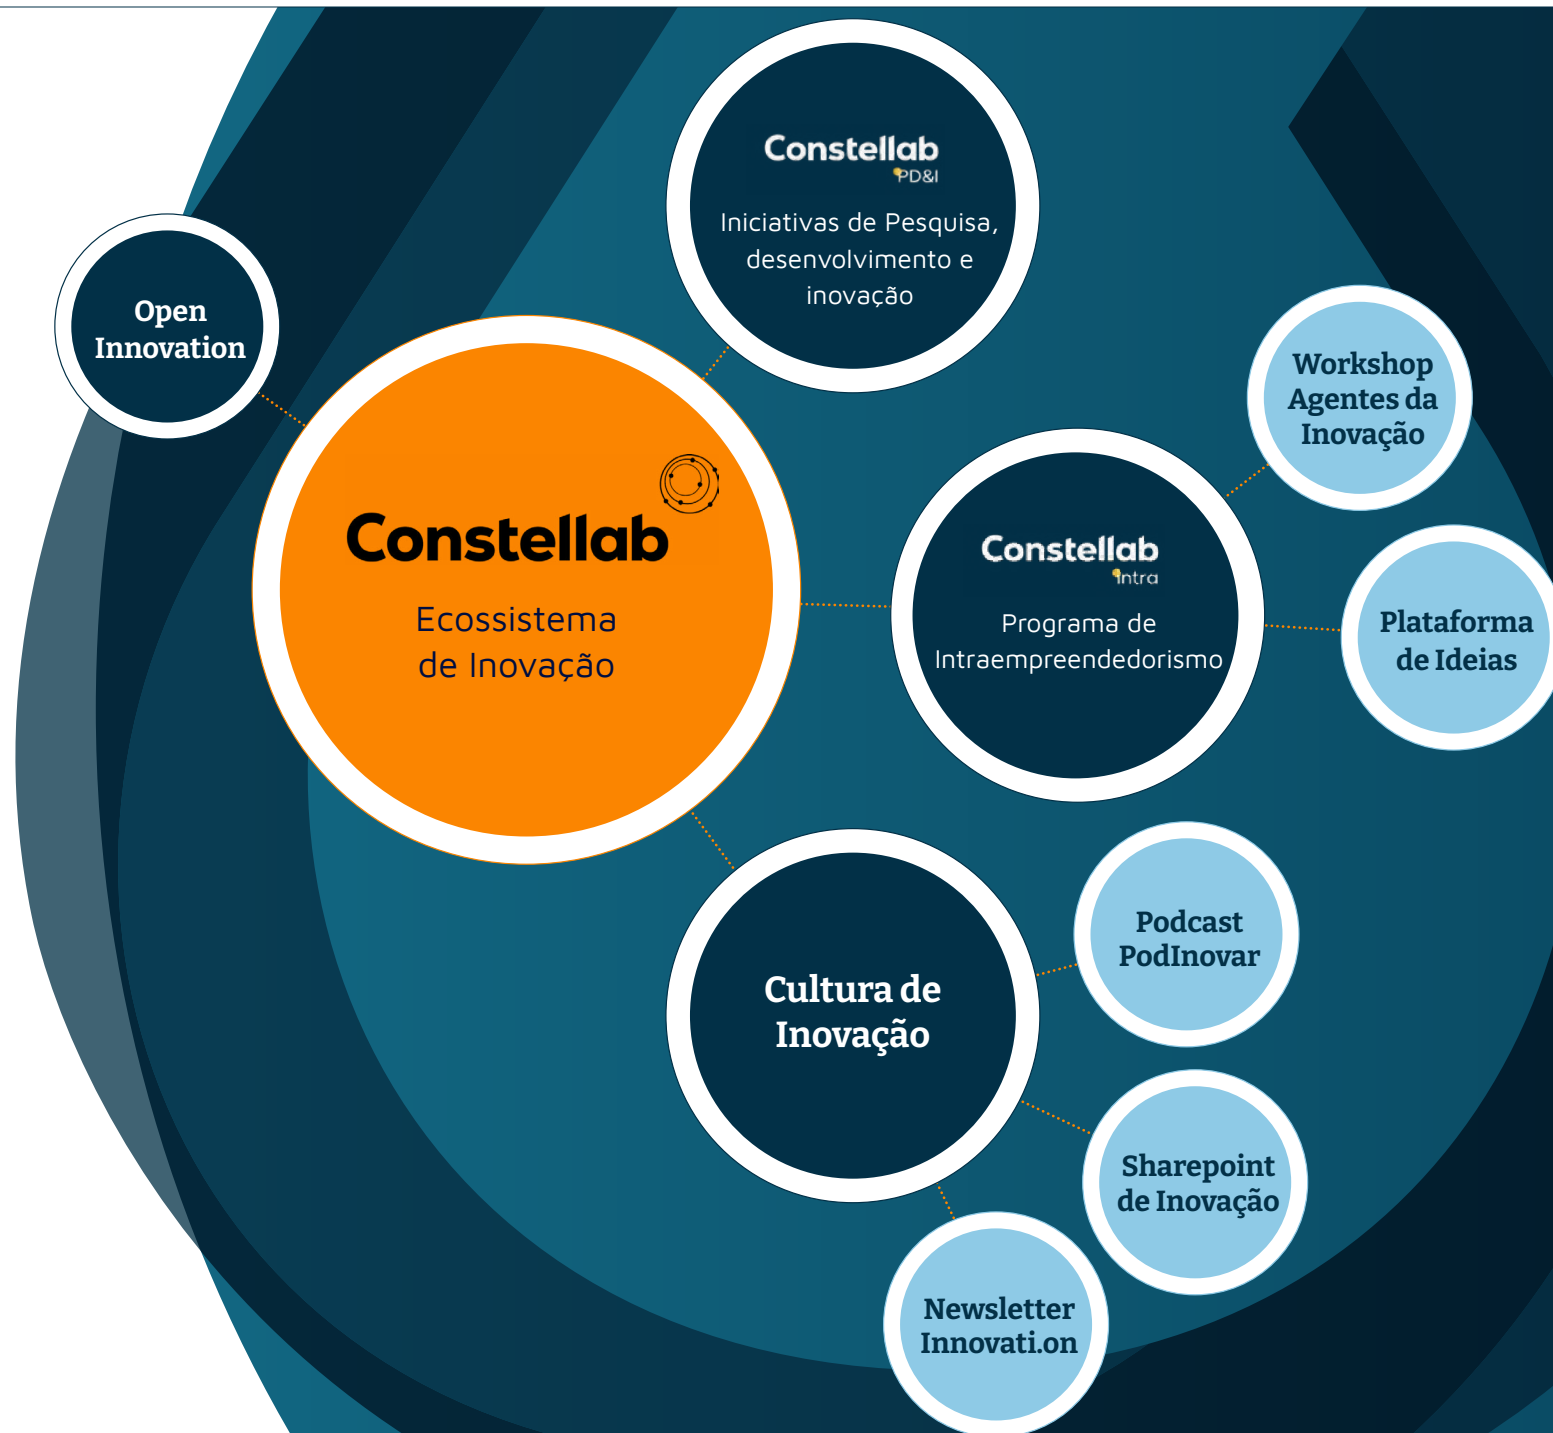 Constellab
PD&I
Iniciativas de Pesquisa,
desenvolvimento e
inovação
Open
Innovation
Constellab
Ecossistema
de Inovação
Constellab
Intra
Programa de
Intraempreendedorismo
Workshop
Agentes da
Inovação
Plataforma
de Ideias
Cultura de
Inovação
Podcast
PodInovar
Sharepoint
de Inovação
Newsletter
Innovati.on